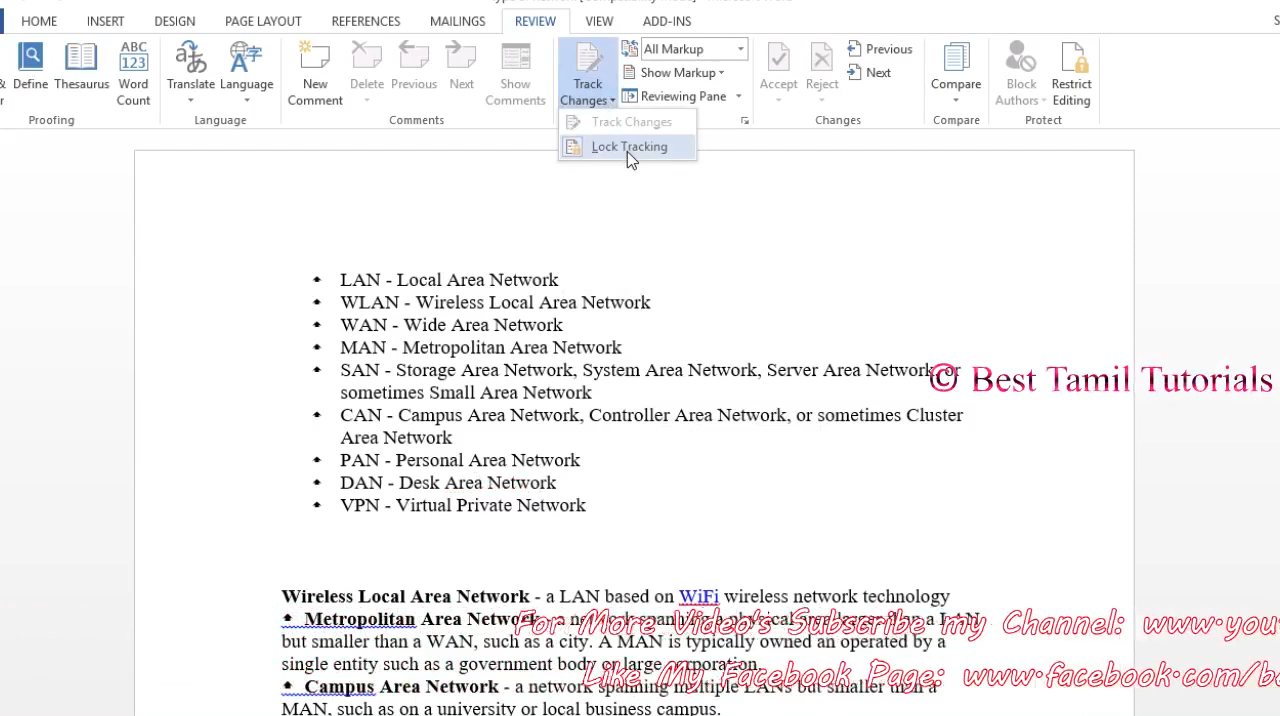 HOME INSERT DESIGN PAGE LAYOUT REFERENCES MAILINGS REVIEW VIEW ADD-INS
Define Thesaurus ABC 123 Word Count
Translate Language
New Comment Delete Previous Next Show Comments
Track Changes All Markup Show Markup Reviewing Pane
Accept Reject Previous Next
Compare Block Authors Restrict Editing
Proofing Language Comments Changes Compare Protect
Track Changes
Lock Tracking
LAN - Local Area Network
WLAN - Wireless Local Area Network
WAN - Wide Area Network
MAN - Metropolitan Area Network
SAN - Storage Area Network, System Area Network, Server Area Network, or
sometimes Small Area Network
© Best Tamil Tutorials
CAN - Campus Area Network, Controller Area Network, or sometimes Cluster
Area Network
PAN - Personal Area Network
DAN - Desk Area Network
VPN - Virtual Private Network
Wireless Local Area Network - a LAN based on WiFi wireless network technology
Metropolitan Area Network - a network spanning a physical area larger than a LAN
For More Video's Subscribe my Channel: www.you
but smaller than a WAN, such as a city. A MAN is typically owned an operated by a
single entity such as a government body or large corporation.
Like My Facebook Page: www.facebook.com/be
Campus Area Network - a network spanning multiple LANs but smaller than a
MAN, such as on a university or local business campus.